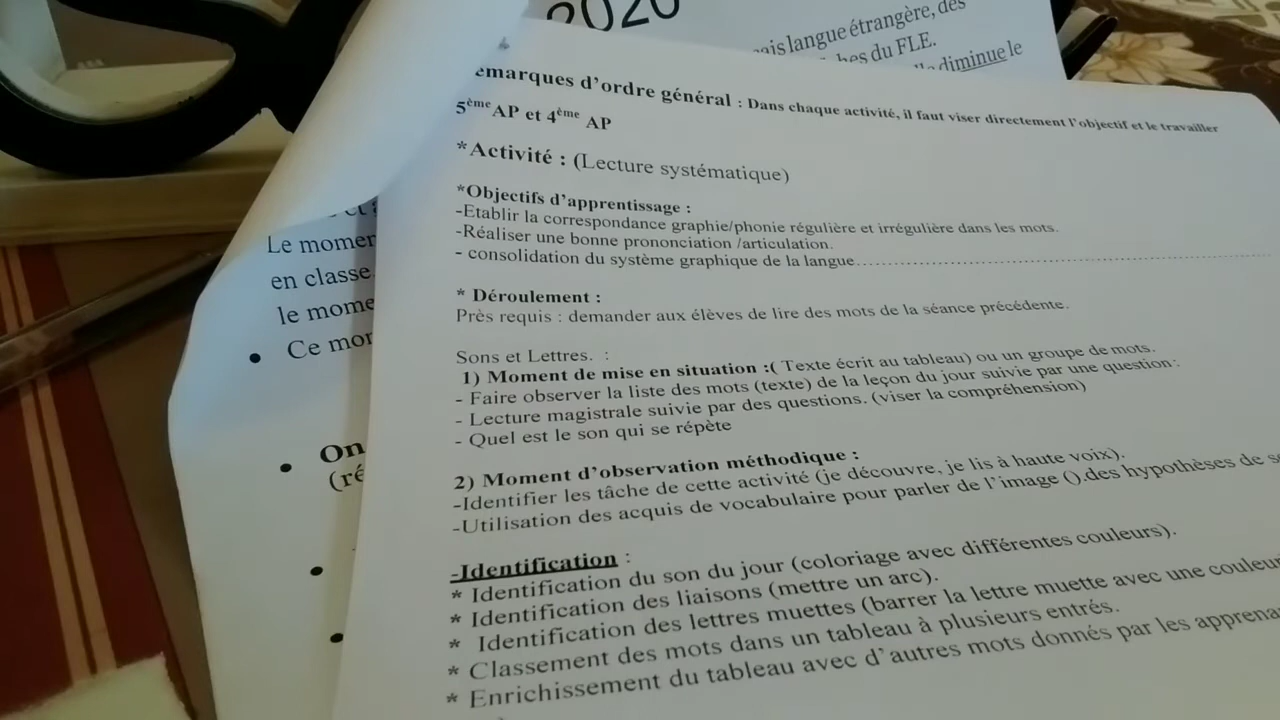 2020
ais langue étrangère, des
hes du FLE.
diminue le
emarques d'ordre général : Dans chaque activité, il faut viser directement l'objectif et le travailler
5ème AP et 4ème AP
*Activité : (Lecture systématique)
*Objectifs d'apprentissage :
-Etablir la correspondance graphie/phonie régulière et irrégulière dans les mots.
-Réaliser une bonne prononciation /articulation.
- consolidation du système graphique de la langue...............................................................
* Déroulement :
Près requis : demander aux élèves de lire des mots de la séance précédente.
Sons et Lettres. :
1) Moment de mise en situation :( Texte écrit au tableau) ou un groupe de mots.
- Faire observer la liste des mots (texte) de la leçon du jour suivie par une question:.
- Lecture magistrale suivie par des questions. (viser la compréhension)
- Quel est le son qui se répète
2) Moment d'observation méthodique :
-Identifier les tâche de cette activité (je découvre, je lis à haute voix).
-Utilisation des acquis de vocabulaire pour parler de l'image ().des hypothèses de se
-Identification :
* Identification du son du jour (coloriage avec différentes couleurs).
* Identification des liaisons (mettre un arc).
* Identification des lettres muettes (barrer la lettre muette avec une couleur
* Classement des mots dans un tableau à plusieurs entrés.
* Enrichissement du tableau avec d' autres mots donnés par les apprena
Le momen
en classe
le mome
• Ce mor
• On
(ré